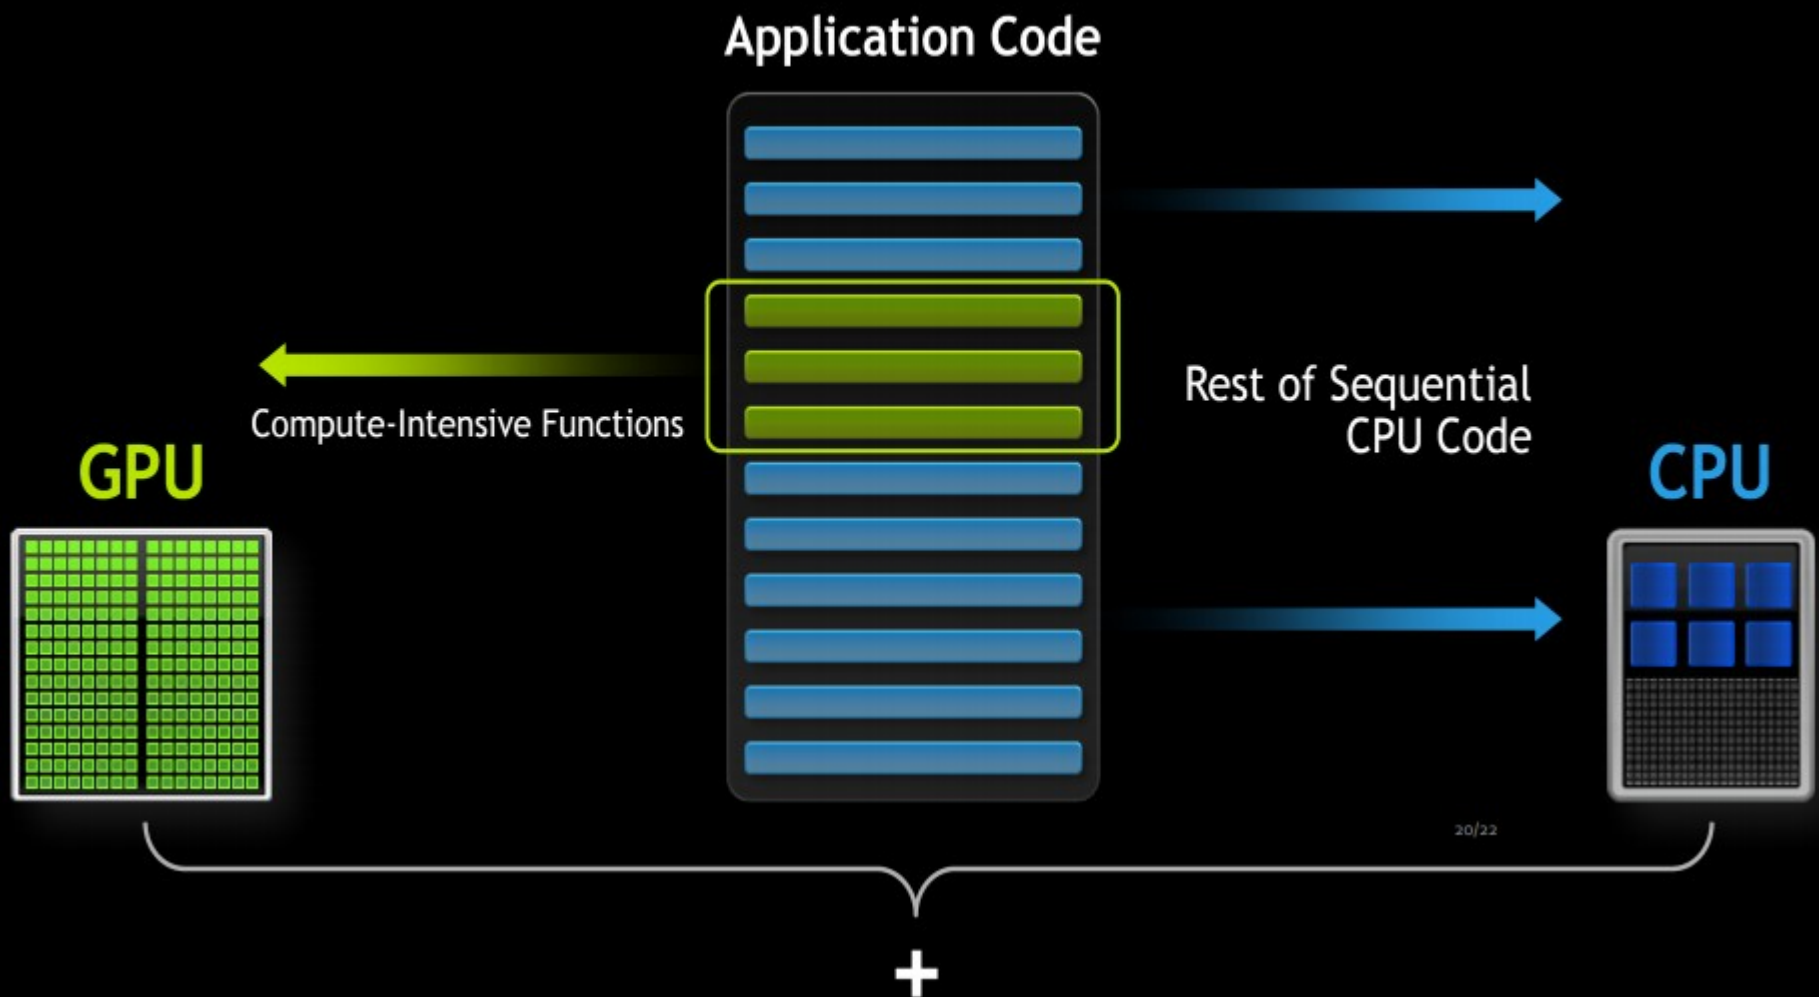 Application Code
Compute-Intensive Functions
Rest of Sequential
CPU Code
GPU
CPU
20/22
+